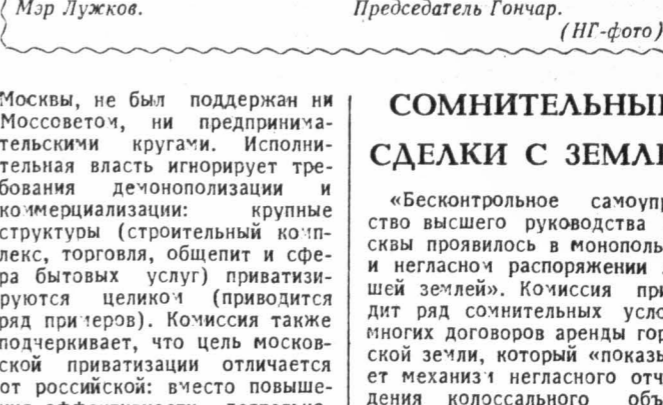 Мэр Лужков.
Председатель Гончар.
(НГ-фото)
Москвы, не был поддержан ни
Моссоветом, ни предпринима-
тельскими кругами. Исполни-
тельная власть игнорирует тре-
бования демонополизации и
коммерциализации: крупные
структуры (строительный комп-
лекс, торговля, общепит и сфе-
ра бытовых услуг) приватизи-
руются целиком (приводится
ряд примеров). Комиссия также
подчеркивает, что цель москов-
ской приватизации отличается
от российской: вместо повыше-
СОМНИТЕЛЬНЫ
СДЕЛКИ С ЗЕМЛ
«Бесконтрольное самоупр
ство высшего руководства
сквы проявилось в монополь
и негласном распоряжении
шей землей». Комиссия при
дит ряд сомнительных усло
многих договоров аренды гор
ской земли, который «показы
ет механизм негласного отч
дения колоссального объ